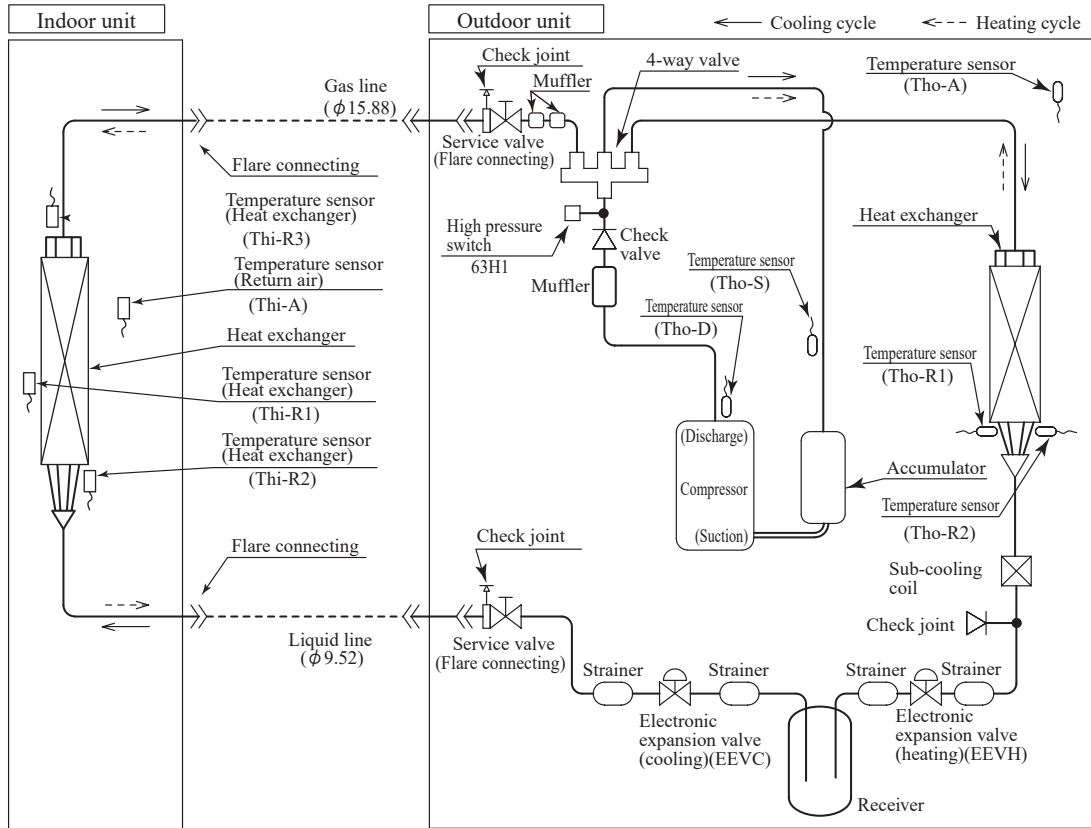 Indoor unit
Outdoor unit
Cooling cycle
Heating cycle
Check joint
4-way valve
Muffler
Temperature sensor
(Tho-A)
Gas line
(φ15.88)
Service valve
(Flare connecting)
Flare connecting
Temperature sensor
(Heat exchanger)
(Thi-R3)
High pressure
switch
63H1
Check
valve
Heat exchanger
Temperature sensor
(Return air)
(Thi-A)
Muffler
Temperature sensor
(Tho-S)
Temperature sensor
(Tho-D)
Heat exchanger
Temperature sensor
(Heat exchanger)
(Thi-R1)
Temperature sensor
(Tho-R1)
Temperature sensor
(Heat exchanger)
(Thi-R2)
(Discharge)
Compressor
(Suction)
Accumulator
Temperature sensor
(Tho-R2)
Flare connecting
Check joint
Sub-cooling
coil
Check joint
Liquid line
(φ9.52)
Service valve
(Flare connecting)
Strainer
Strainer
Strainer
Strainer
Electronic
expansion valve
(cooling)(EEVC)
Electronic
expansion valve
(heating)(EEVH)
Receiver